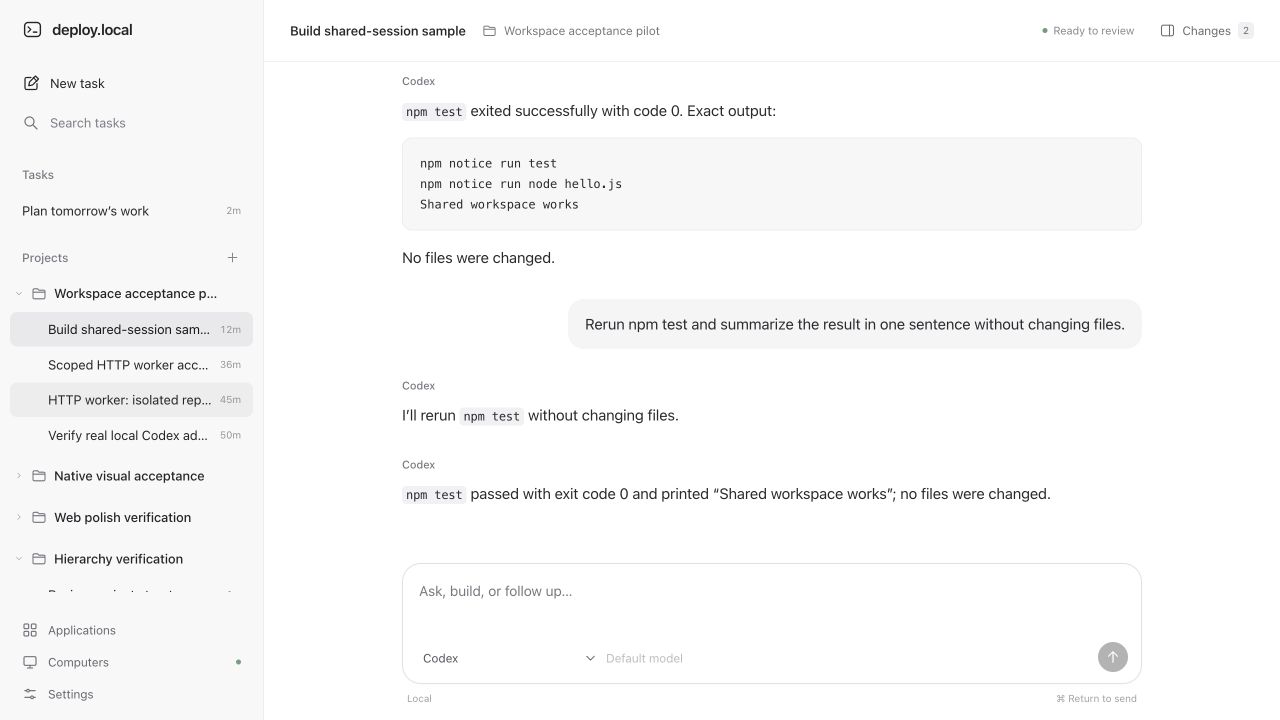 deploy.local
New task
Search tasks
Tasks
Plan tomorrow's work 2m
Projects
Workspace acceptance p...
Build shared-session sam... 12m
Scoped HTTP worker acc... 36m
HTTP worker: isolated rep... 45m
Verify real local Codex ad... 50m
Native visual acceptance
Web polish verification
Hierarchy verification
Applications
Computers
Settings
Build shared-session sample Workspace acceptance pilot Ready to review Changes 2
Codex
npm test exited successfully with code 0. Exact output:
npm notice run test
npm notice run node hello.js
Shared workspace works
No files were changed.
Rerun npm test and summarize the result in one sentence without changing files.
Codex
I'll rerun npm test without changing files.
Codex
npm test passed with exit code 0 and printed “Shared workspace works”; no files were changed.
Ask, build, or follow up...
Codex Default model
Local ⌘ Return to send